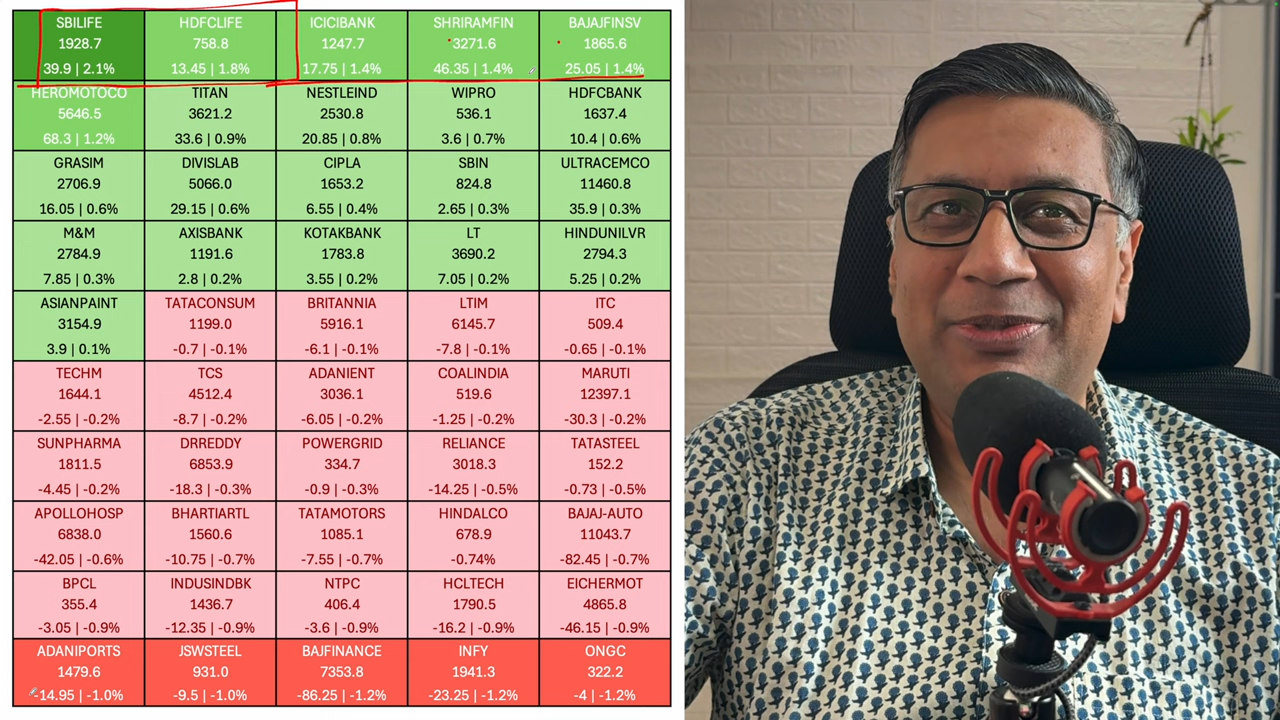 SBILIFE HDFCLIFE ICICIBANK SHRIRAMFIN BAJAJFINSV
1928.7 758.8 1247.7 3271.6 1865.6
39.9 | 2.1% 13.45 | 1.8% 17.75 | 1.4% 46.35 | 1.4% 25.05 | 1.4%
HEROMOTOCO TITAN NESTLEIND WIPRO HDFCBANK
5646.5 3621.2 2530.8 536.1 1637.4
68.3 | 1.2% 33.6 | 0.9% 20.85 | 0.8% 3.6 | 0.7% 10.4 | 0.6%
GRASIM DIVISLAB CIPLA SBIN ULTRACEMCO
2706.9 5066.0 1653.2 824.8 11460.8
16.05 | 0.6% 29.15 | 0.6% 6.55 | 0.4% 2.65 | 0.3% 35.9 | 0.3%
M&M AXISBANK KOTAKBANK LT HINDUNILVR
2784.9 1191.6 1783.8 3690.2 2794.3
7.85 | 0.3% 2.8 | 0.2% 3.55 | 0.2% 7.05 | 0.2% 5.25 | 0.2%
ASIANPAINT TATACONSUM BRITANNIA LTIM ITC
3154.9 1199.0 5916.1 6145.7 509.4
3.9 | 0.1% -0.7 | -0.1% -6.1 | -0.1% -7.8 | -0.1% -0.65 | -0.1%
TECHM TCS ADANIENT COALINDIA MARUTI
1644.1 4512.4 3036.1 519.6 12397.1
-2.55 | -0.2% -8.7 | -0.2% -6.05 | -0.2% -1.25 | -0.2% -30.3 | -0.2%
SUNPHARMA DRREDDY POWERGRID RELIANCE TATASTEEL
1811.5 6853.9 334.7 3018.3 152.2
-4.45 | -0.2% -18.3 | -0.3% -0.9 | -0.3% -14.25 | -0.5% -0.73 | -0.5%
APOLLOHOSP BHARTIARTL TATAMOTORS HINDALCO BAJAJ-AUTO
6838.0 1560.6 1085.1 678.9 11043.7
-42.05 | -0.6% -10.75 | -0.7% -7.55 | -0.7% -0.74% -82.45 | -0.7%
BPCL INDUSINDBK NTPC HCLTECH EICHERMOT
355.4 1436.7 406.4 1790.5 4865.8
-3.05 | -0.9% -12.35 | -0.9% -3.6 | -0.9% -16.2 | -0.9% -46.15 | -0.9%
ADANIPORTS JSWSTEEL BAJFINANCE INFY ONGC
1479.6 931.0 7353.8 1941.3 322.2
-14.95 | -1.0% -9.5 | -1.0% -86.25 | -1.2% -23.25 | -1.2% -4 | -1.2%